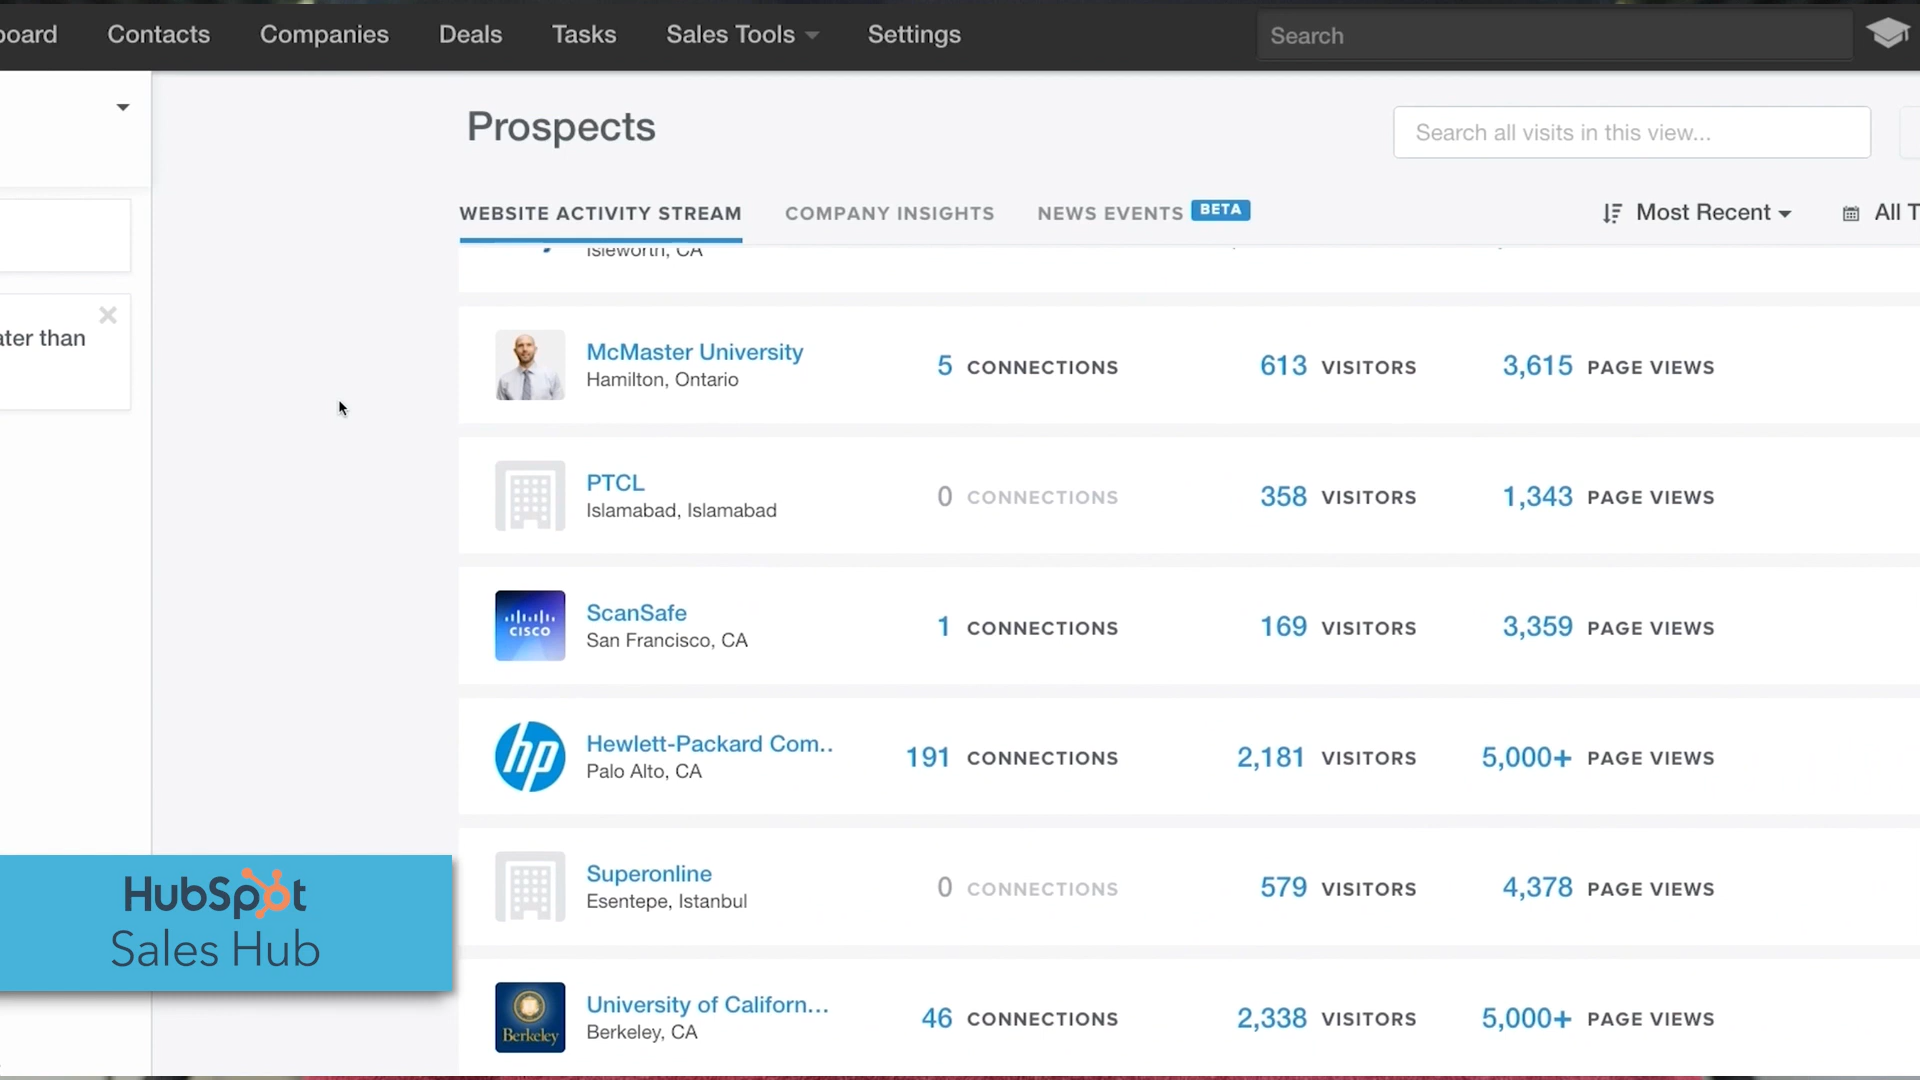 board Contacts Companies Deals Tasks Sales Tools Settings Search
Prospects
Search all visits in this view...
WEBSITE ACTIVITY STREAM COMPANY INSIGHTS NEWS EVENTS BETA Most Recent All T
Isleworth, CA
McMaster University
Hamilton, Ontario
5 CONNECTIONS 613 VISITORS 3,615 PAGE VIEWS
ater than
PTCL
Islamabad, Islamabad
0 CONNECTIONS 358 VISITORS 1,343 PAGE VIEWS
CISCO
ScanSafe
San Francisco, CA
1 CONNECTIONS 169 VISITORS 3,359 PAGE VIEWS
hp
Hewlett-Packard Com..
Palo Alto, CA
191 CONNECTIONS 2,181 VISITORS 5,000+ PAGE VIEWS
Superonline
Esentepe, Istanbul
0 CONNECTIONS 579 VISITORS 4,378 PAGE VIEWS
HubSpot
Sales Hub
Berkeley
University of Californ...
Berkeley, CA
46 CONNECTIONS 2,338 VISITORS 5,000+ PAGE VIEWS